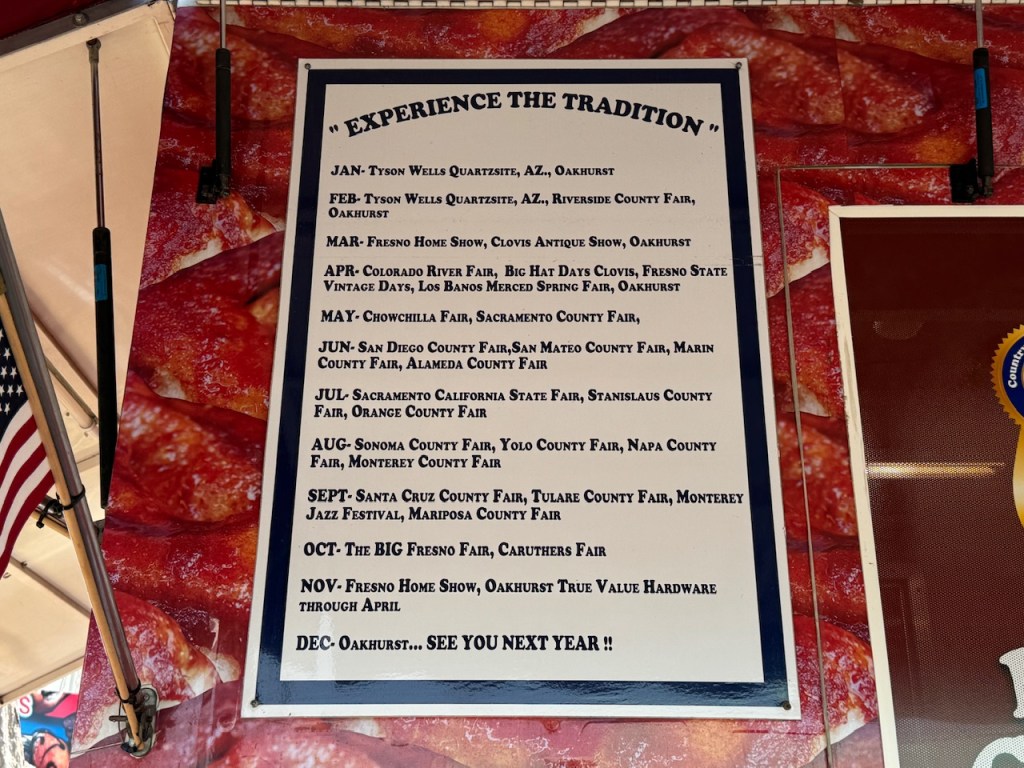 " EXPERIENCE THE TRADITION "
JAN- TYSON WELLS QUARTZSITE, AZ., OAKHURST
FEB- TYSON WELLS QUARTZSITE, AZ., RIVERSIDE COUNTY FAIR,
OAKHURST
MAR- FRESNO HOME SHOW, CLOVIS ANTIQUE SHOW, OAKHURST
APR- COLORADO RIVER FAIR, BIG HAT DAYS CLOVIS, FRESNO STATE
VINTAGE DAYS, LOS BANOS MERCED SPRING FAIR, OAKHURST
MAY- CHOWCHILLA FAIR, SACRAMENTO COUNTY FAIR,
JUN- SAN DIEGO COUNTY FAIR,SAN MATEO COUNTY FAIR, MARIN
COUNTY FAIR, ALAMEDA COUNTY FAIR
JUL- SACRAMENTO CALIFORNIA STATE FAIR, STANISLAUS COUNTY
FAIR, ORANGE COUNTY FAIR
AUG- SONOMA COUNTY FAIR, YOLO COUNTY FAIR, NAPA COUNTY
FAIR, MONTEREY COUNTY FAIR
SEPT- SANTA CRUZ COUNTY FAIR, TULARE COUNTY FAIR, MONTEREY
JAZZ FESTIVAL, MARIPOSA COUNTY FAIR
OCT- THE BIG FRESNO FAIR, CARUTHERS FAIR
NOV- FRESNO HOME SHOW, OAKHURST TRUE VALUE HARDWARE
THROUGH APRIL
DEC- OAKHURST... SEE YOU NEXT YEAR !!
Country